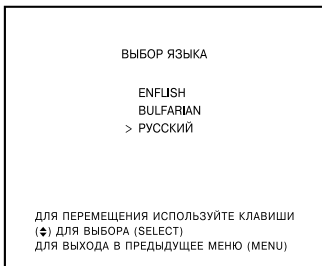 ВЫБОР ЯЗЫКА
ENFLISH
BULFARIAN
> РУССКИЙ
ДЛЯ ПЕРЕМЕЩЕНИЯ ИСПОЛЬЗУЙТЕ КЛАВИШИ
(♦) ДЛЯ ВЫБОРА (SELECT)
ДЛЯ ВЫХОДА В ПРЕДЫДУЩЕЕ МЕНЮ (MENU)